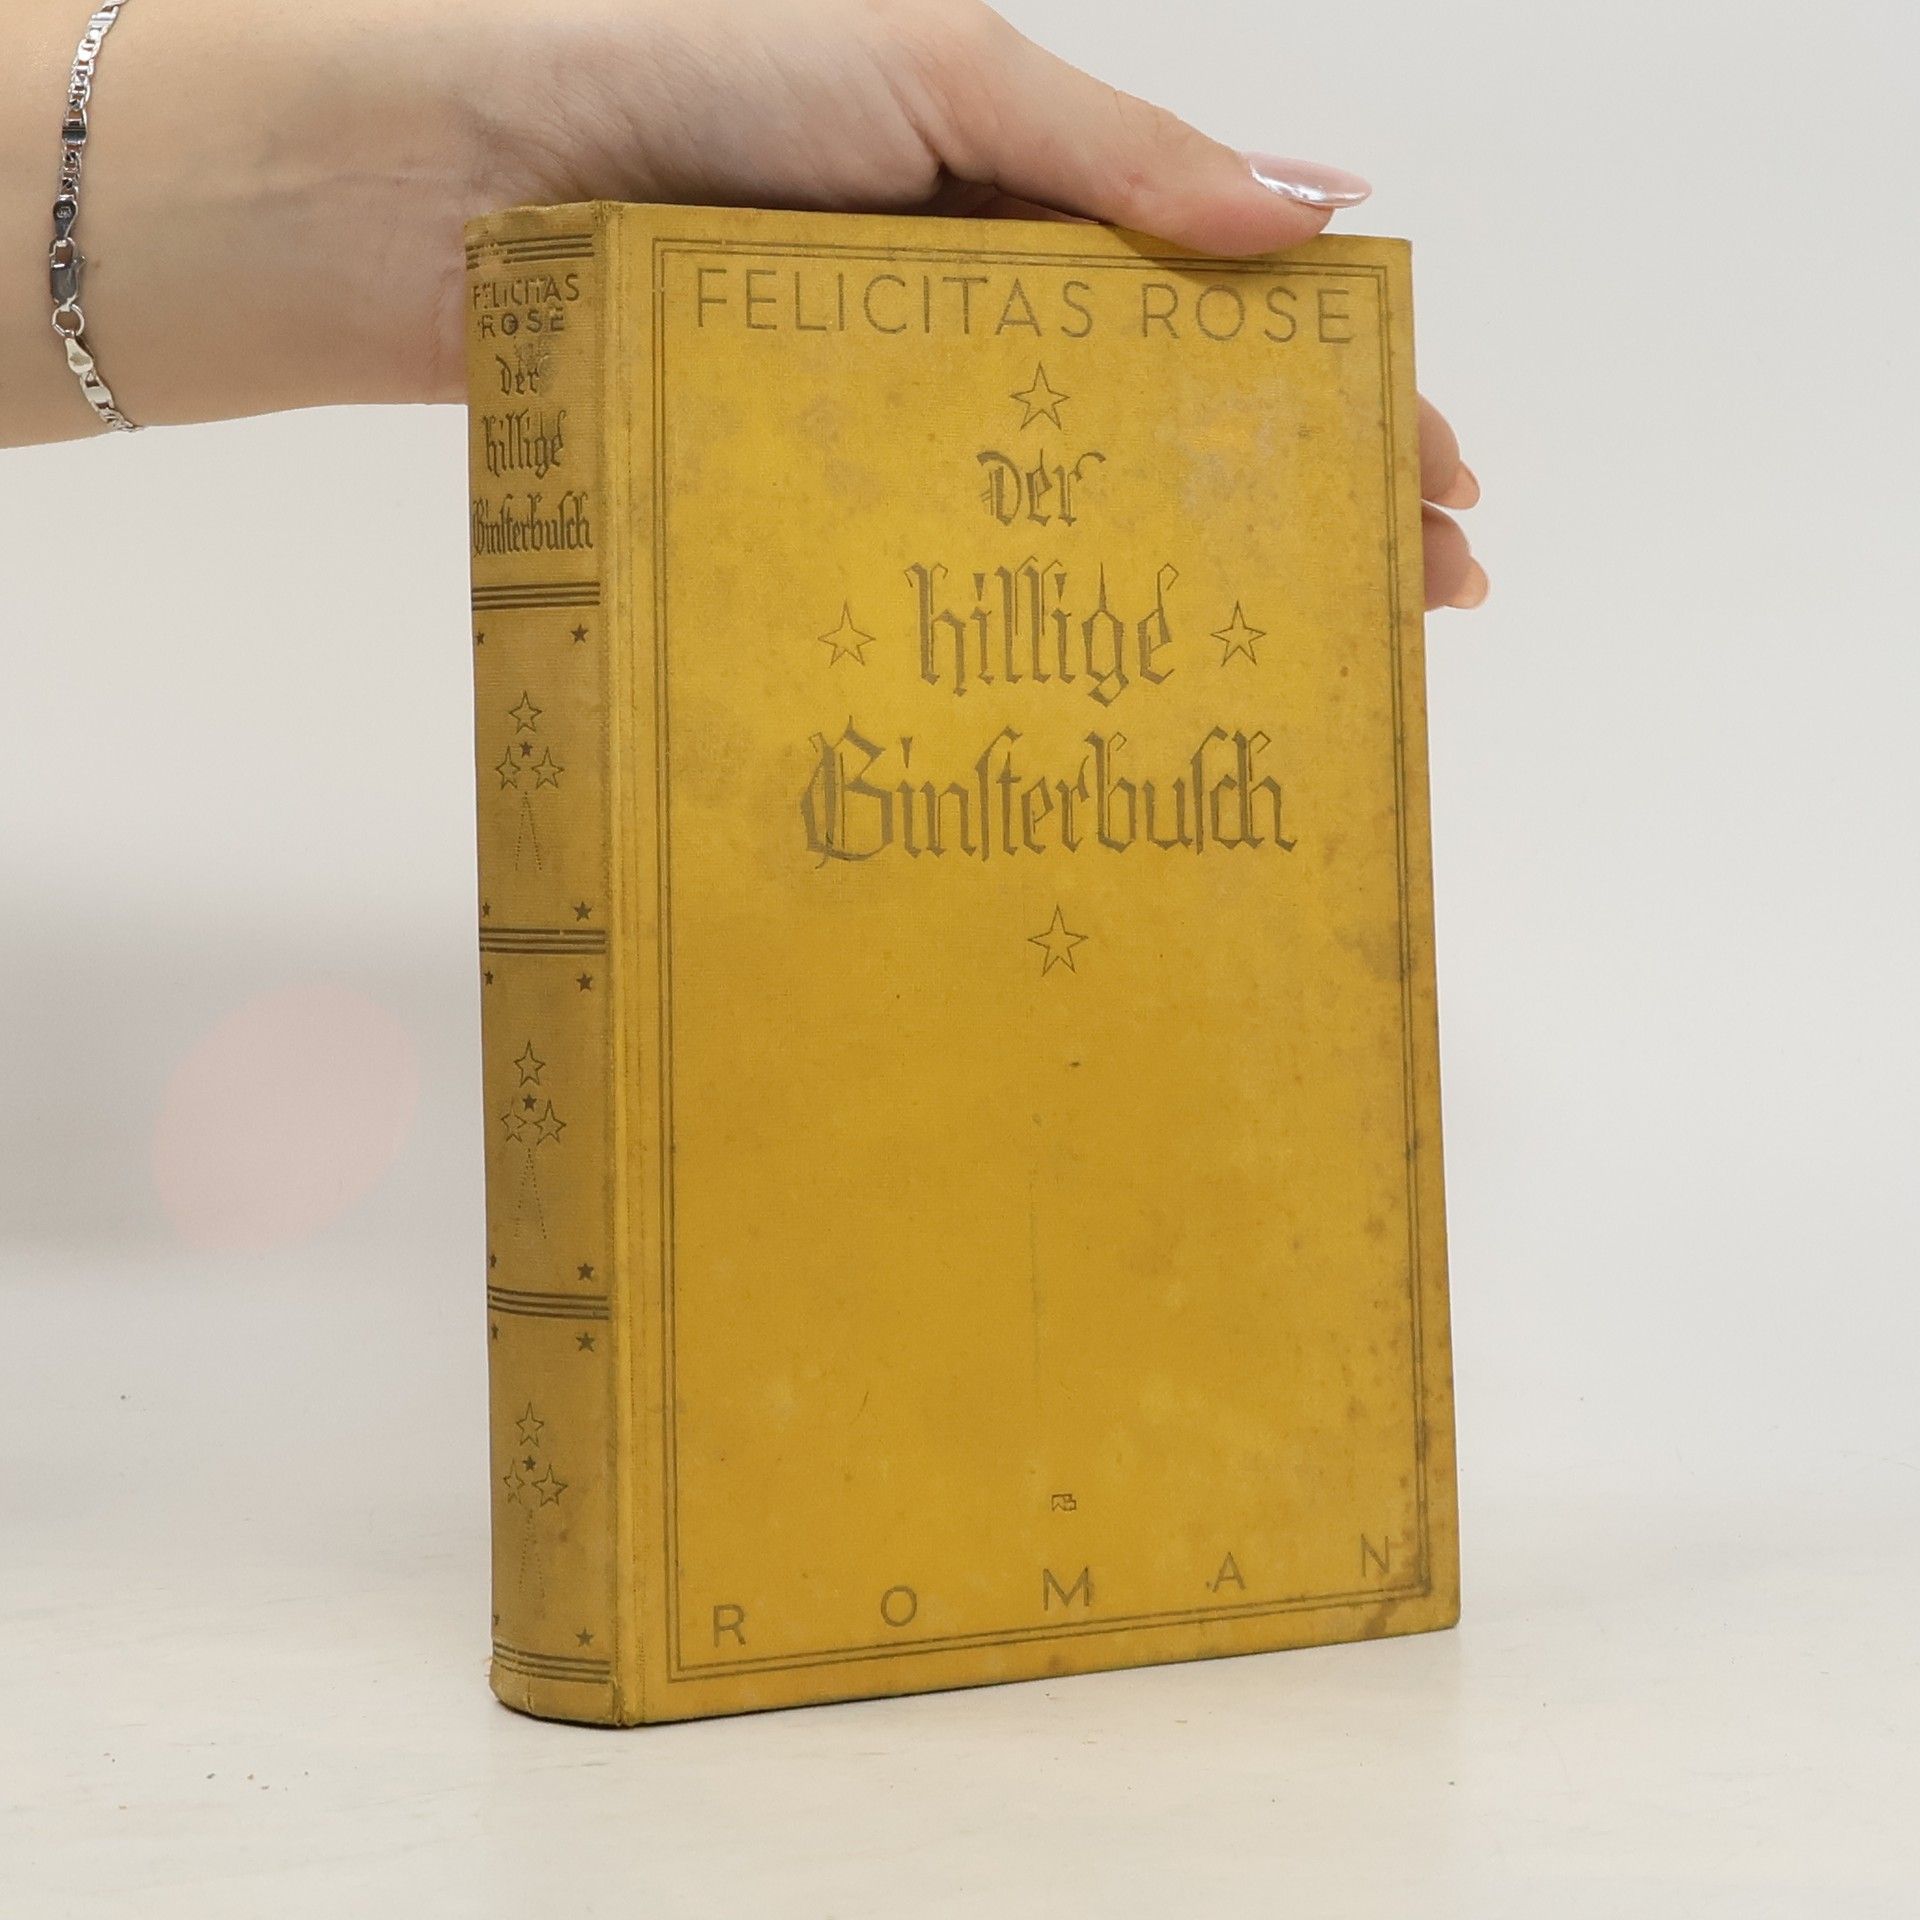 FELICITAS
ROSE
der
hillige
Ginsterbusch
FELICITAS ROSE
der
hillige
Ginsterbusch
ROMAN